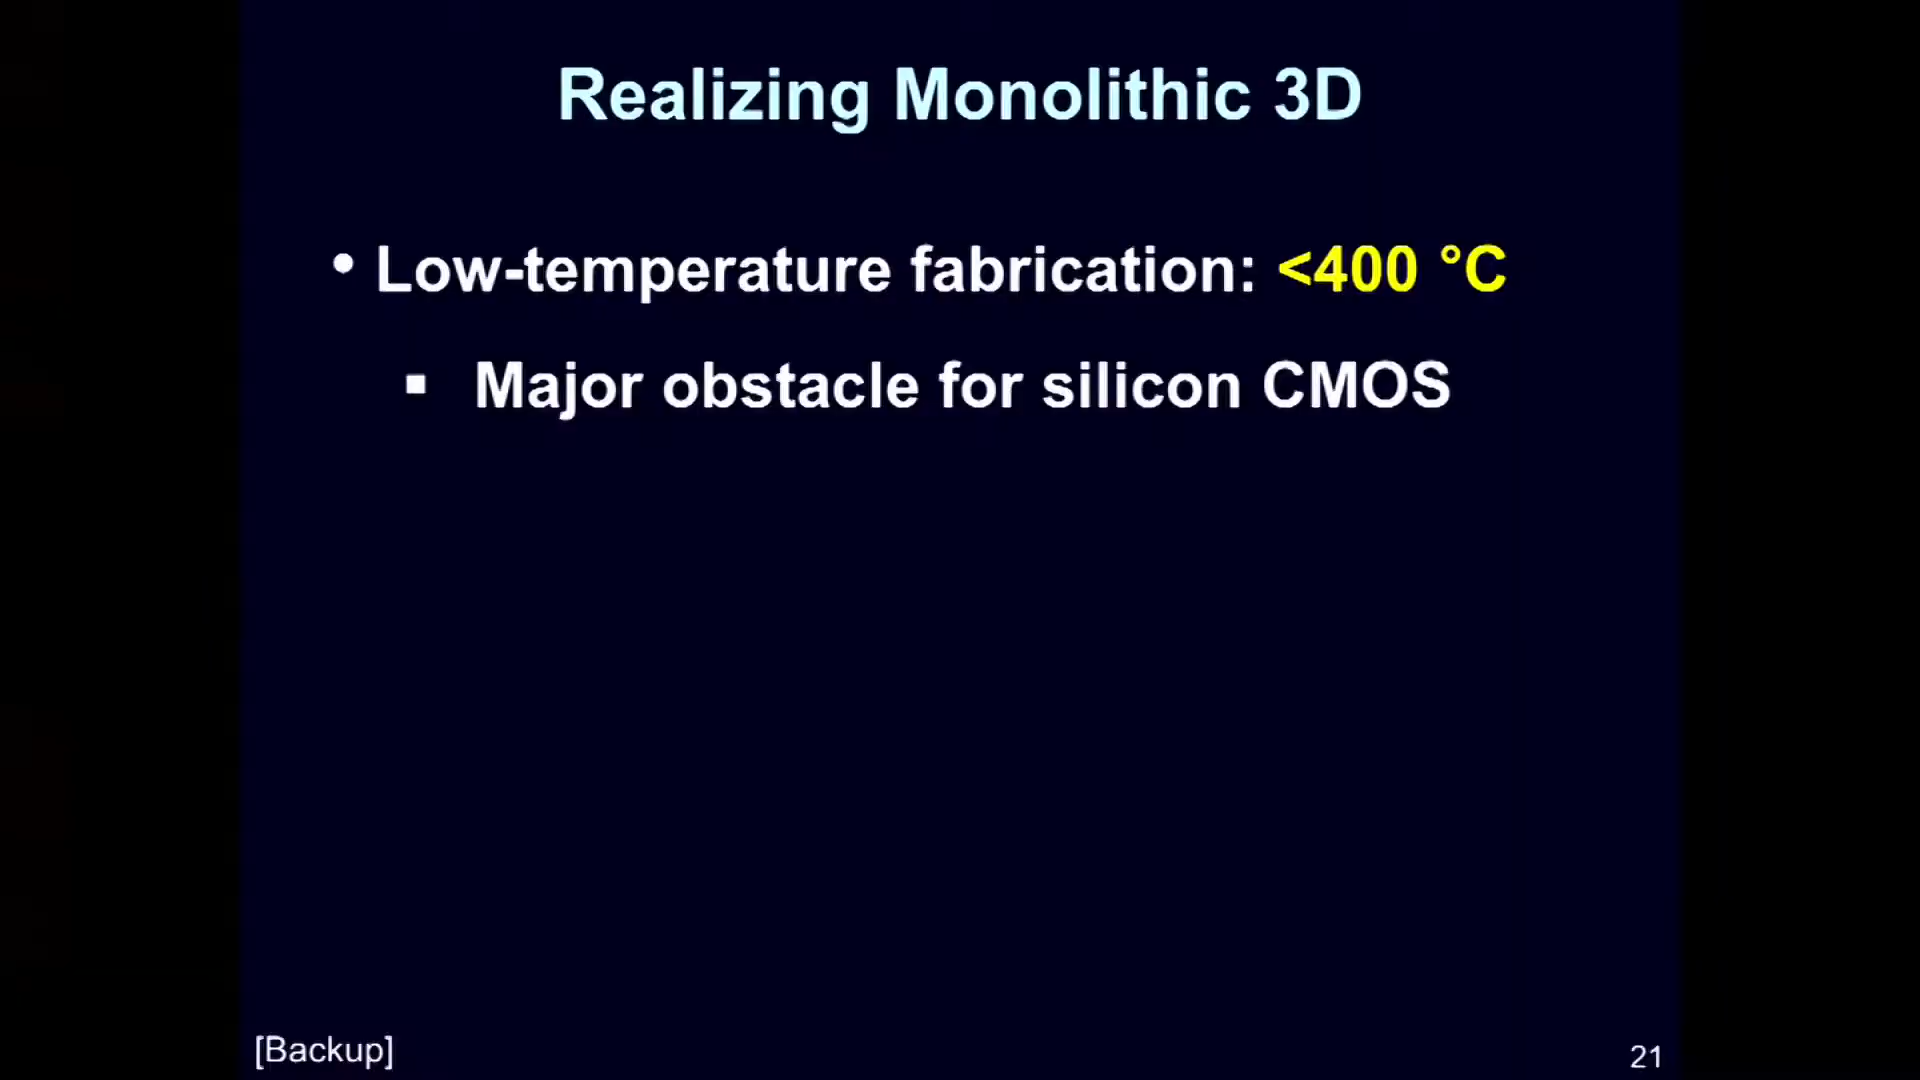 Realizing Monolithic 3D
• Low-temperature fabrication: <400 °C
▪ Major obstacle for silicon CMOS
[Backup]
21